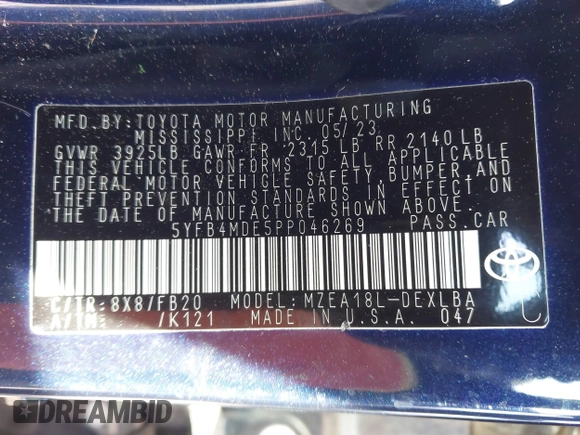 MFD. BY: TOYOTA MOTOR MANUFACTURING
MISSISSIPPI, INC. 05/23
GVWR 3925LB GAWR FR 2315 LB RR 2140LB
THIS VEHICLE CONFORMS TO ALL APPLICABLE
FEDERAL MOTOR VEHICLE SAFETY, BUMPER, AND
THEFT PREVENTION STANDARDS IN EFFECT ON
THE DATE OF MANUFACTURE SHOWN ABOVE.
5YFB4MDE5PP046269 PASS. CAR
C/TR: 8X8/FB20 MODEL: MZEA18L-DEXLBA
A/TM: /K121 MADE IN U.S.A. 047
C
DREAMBID